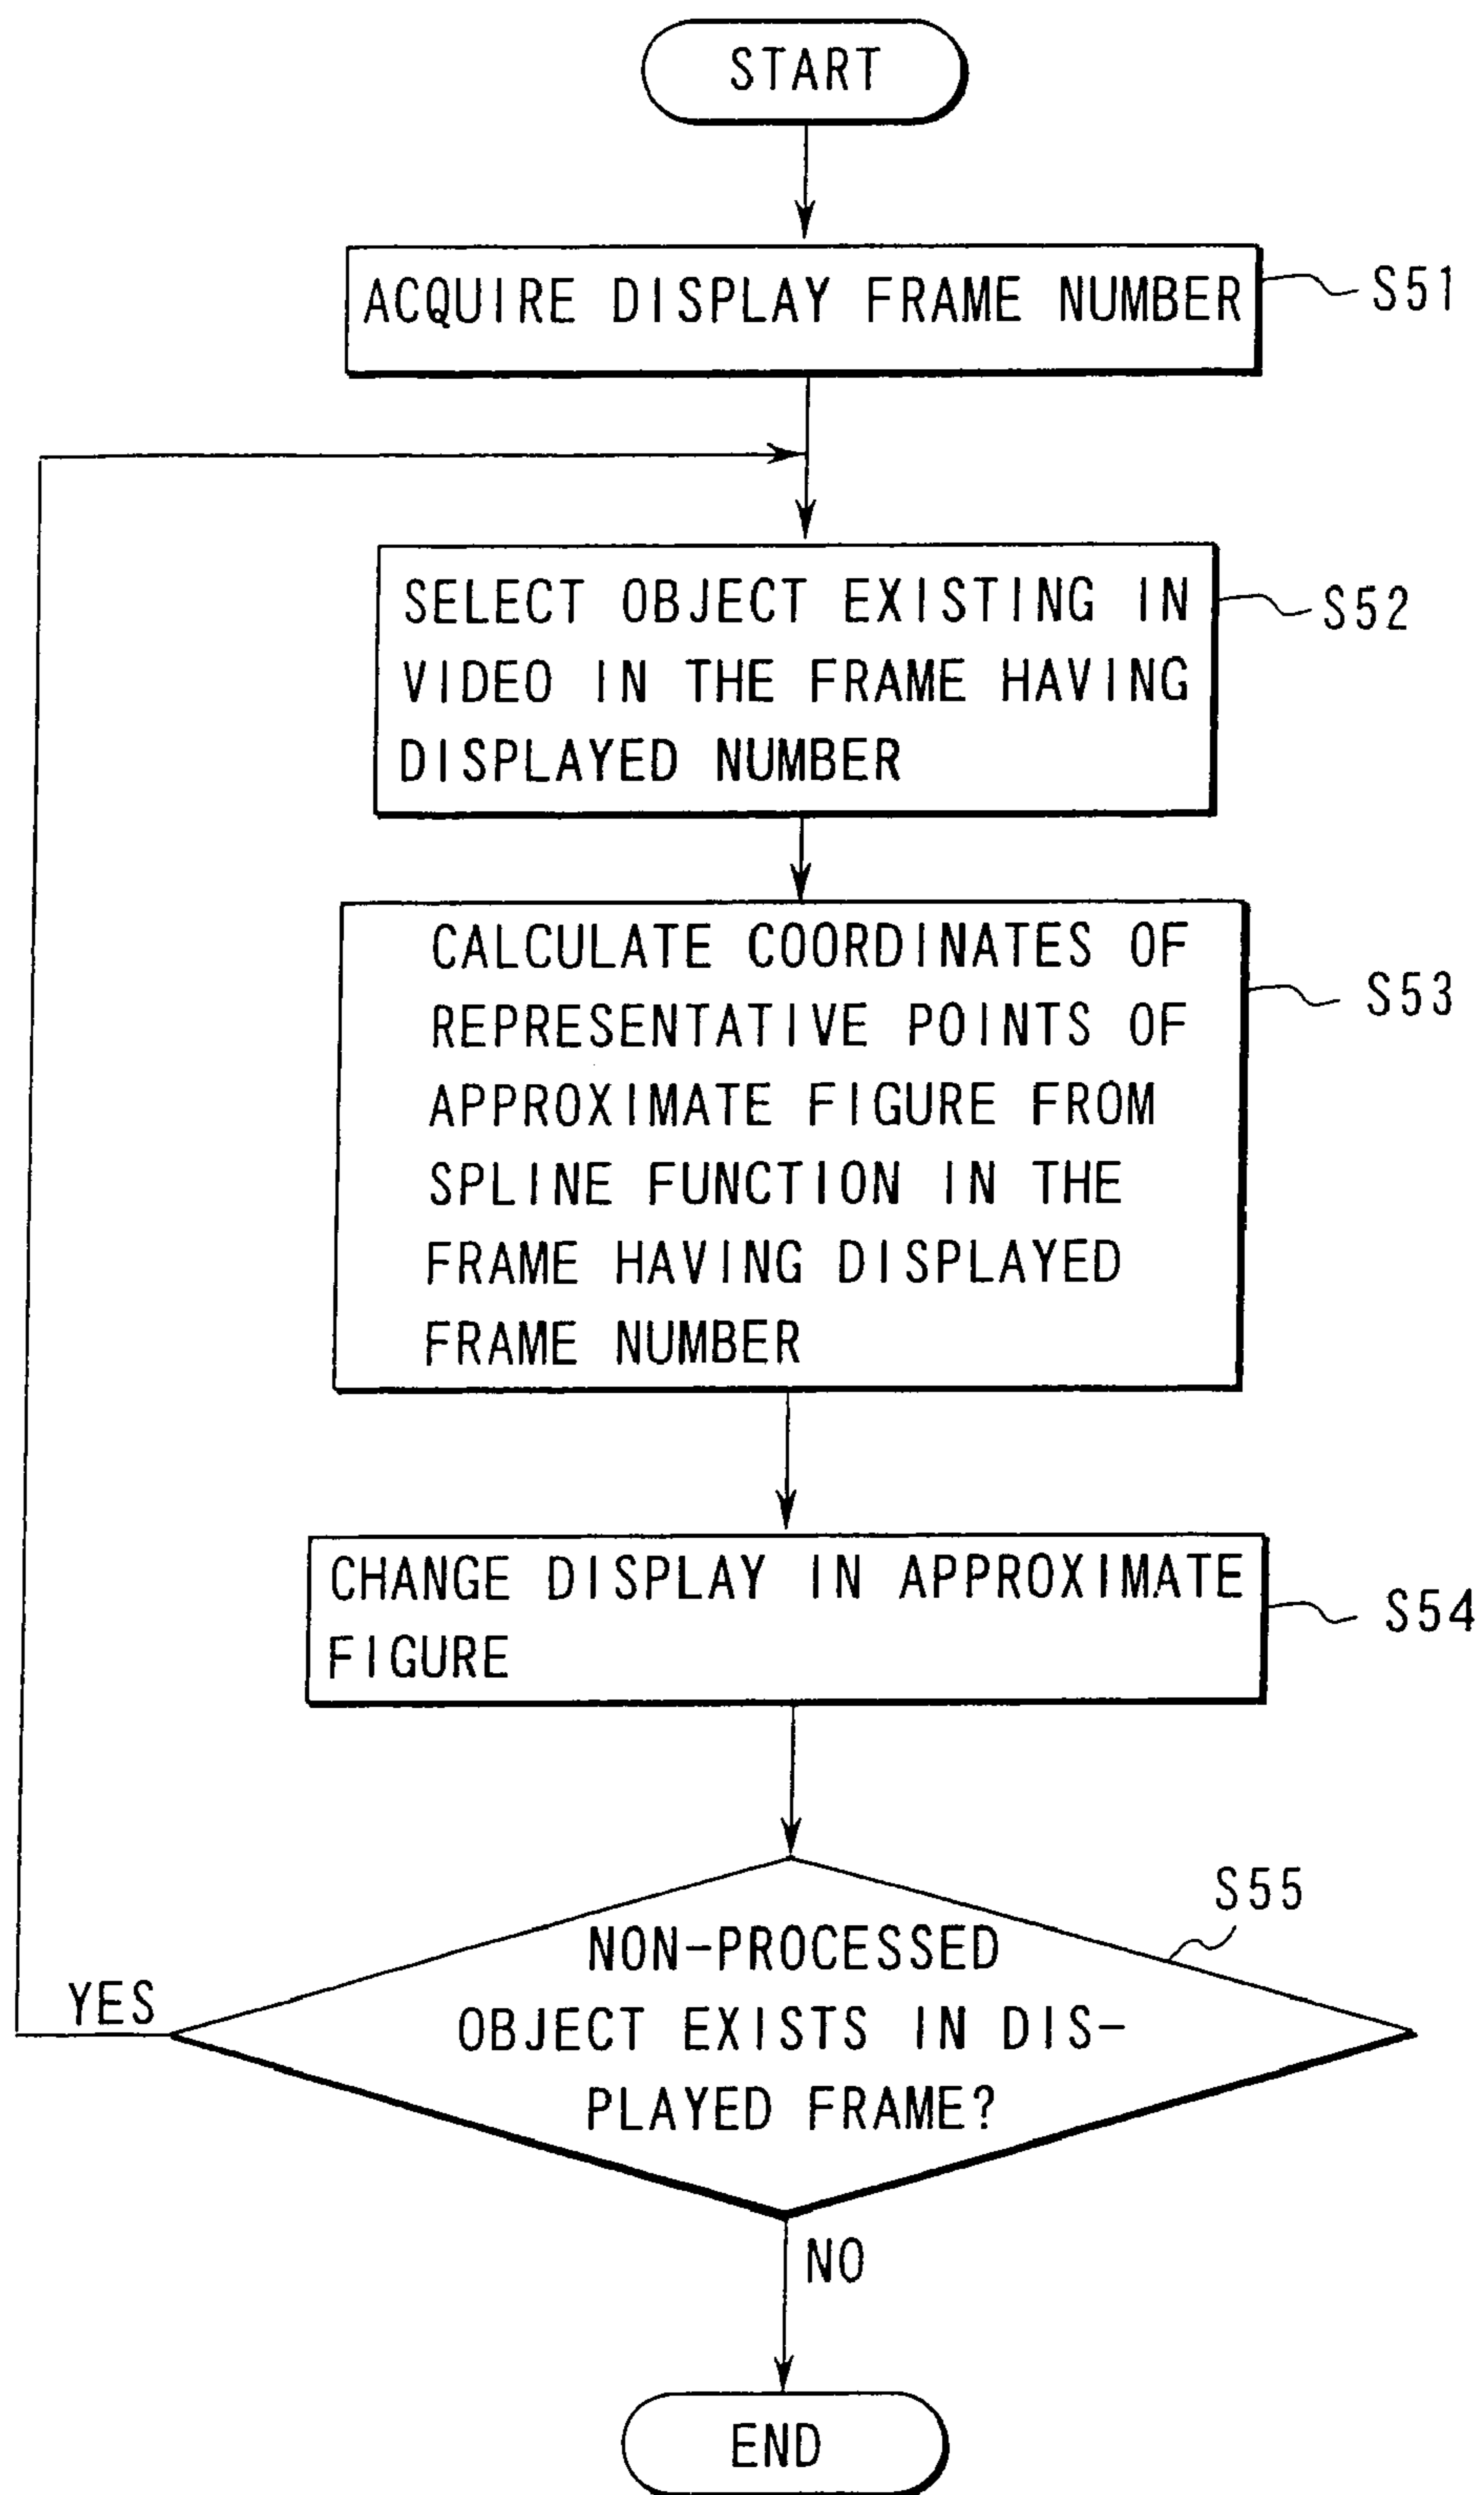 START
ACQUIRE DISPLAY FRAME NUMBER
S51
SELECT OBJECT EXISTING IN
VIDEO IN THE FRAME HAVING
DISPLAYED NUMBER
S52
CALCULATE COORDINATES OF
REPRESENTATIVE POINTS OF
APPROXIMATE FIGURE FROM
SPLINE FUNCTION IN THE
FRAME HAVING DISPLAYED
FRAME NUMBER
S53
CHANGE DISPLAY IN APPROXIMATE
FIGURE
S54
S55
NON-PROCESSED
OBJECT EXISTS IN DIS-
PLAYED FRAME?
YES
NO
END